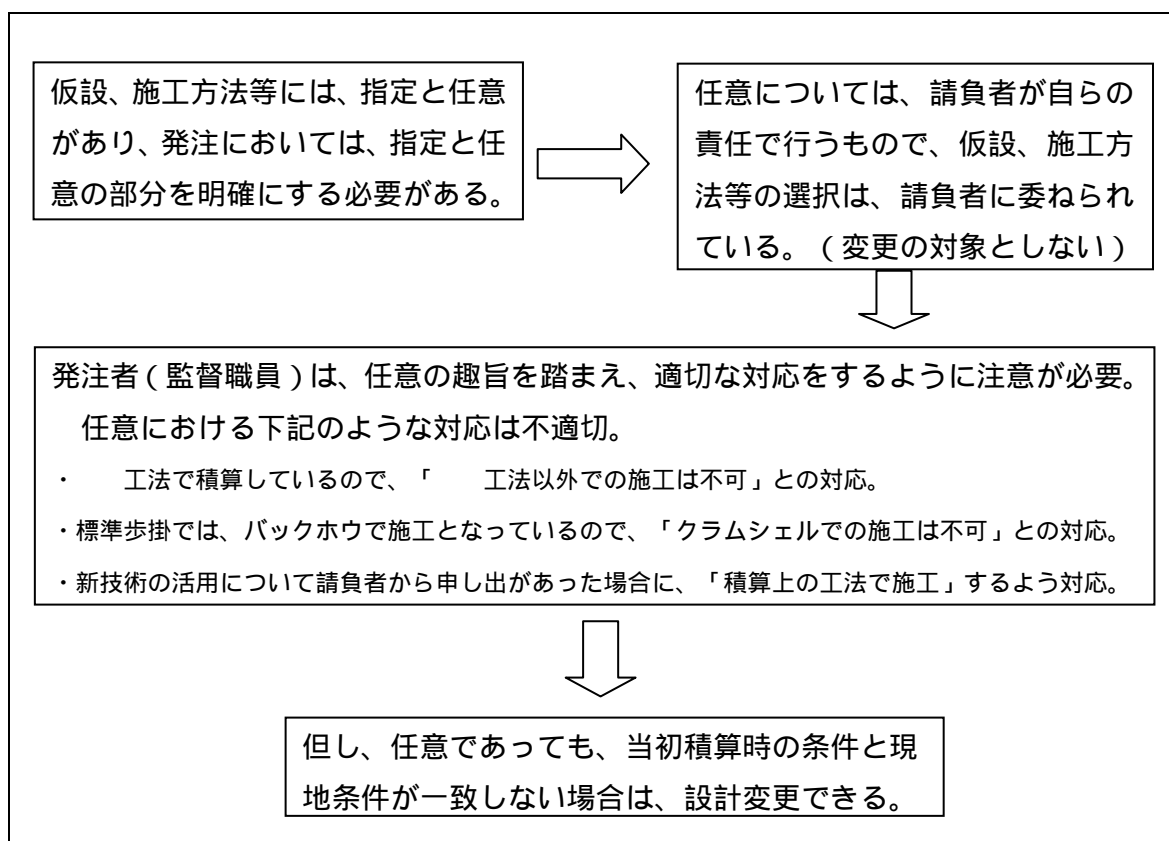 仮設、施工方法等には、指定と任意
があり、発注においては、指定と任
意の部分を明確にする必要がある。
任意については、請負者が自らの
責任で行うもので、仮設、施工方
法等の選択は、請負者に委ねられ
ている。（変更の対象としない）
発注者（監督職員）は、任意の趣旨を踏まえ、適切な対応をするように注意が必要。
任意における下記のような対応は不適切。
・　　工法で積算しているので、「　　工法以外での施工は不可」との対応。
・標準歩掛では、バックホウで施工となっているので、「クラムシェルでの施工は不可」との対応。
・新技術の活用について請負者から申し出があった場合に、「積算上の工法で施工」するよう対応。
但し、任意であっても、当初積算時の条件と現
地条件が一致しない場合は、設計変更できる。